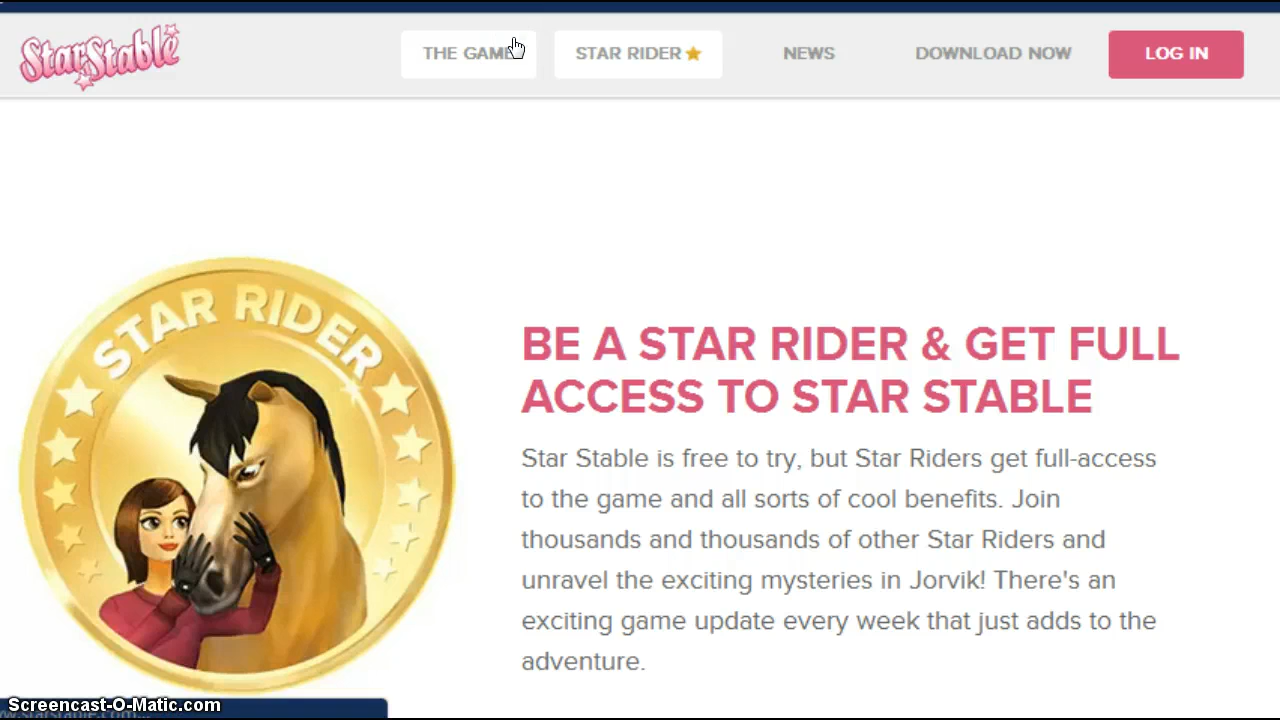 StarStable
THE GAME
STAR RIDER
NEWS
DOWNLOAD NOW
LOG IN
STAR RIDER
BE A STAR RIDER & GET FULL
ACCESS TO STAR STABLE
Star Stable is free to try, but Star Riders get full-access
to the game and all sorts of cool benefits. Join
thousands and thousands of other Star Riders and
unravel the exciting mysteries in Jorvik! There's an
exciting game update every week that just adds to the
adventure.
Screencast-O-Matic.com